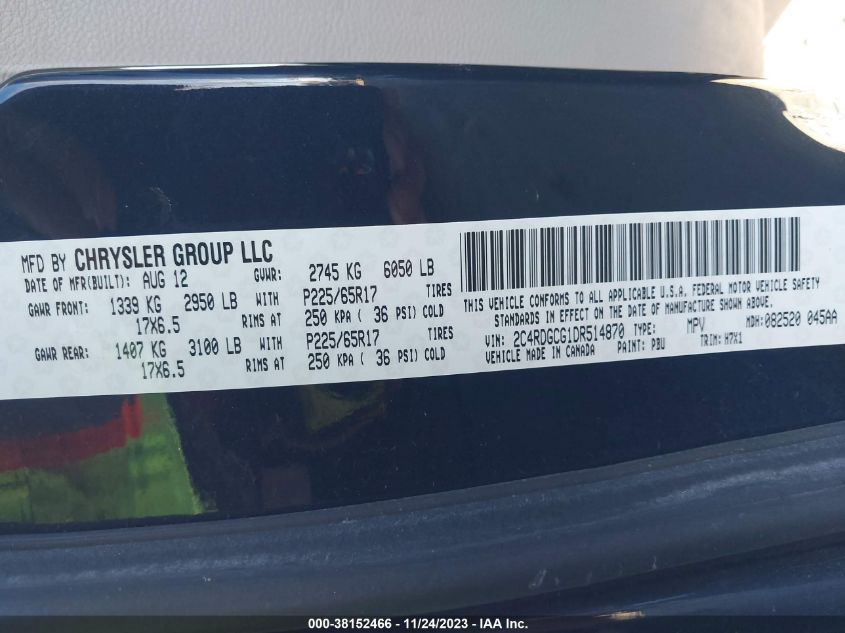 MFD BY CHRYSLER GROUP LLC
DATE OF MFR(BUILT): AUG 12 GVWR: 2745 KG 6050 LB
GAWR FRONT: 1339 KG 2950 LB WITH P225/65R17 TIRES
17X6.5 RIMS AT 250 KPA ( 36 PSI) COLD
GAWR REAR: 1407 KG 3100 LB WITH P225/65R17 TIRES
17X6.5 RIMS AT 250 KPA ( 36 PSI) COLD
THIS VEHICLE CONFORMS TO ALL APPLICABLE U.S.A. FEDERAL MOTOR VEHICLE SAFETY
STANDARDS IN EFFECT ON THE DATE OF MANUFACTURE SHOWN ABOVE.
VIN: 2C4RDGCG1DR514870 TYPE: MPV MDH:082520 045AA
VEHICLE MADE IN CANADA PAINT: PBU TRIM: H7X1
000-38152466 - 11/24/2023 - IAA Inc.